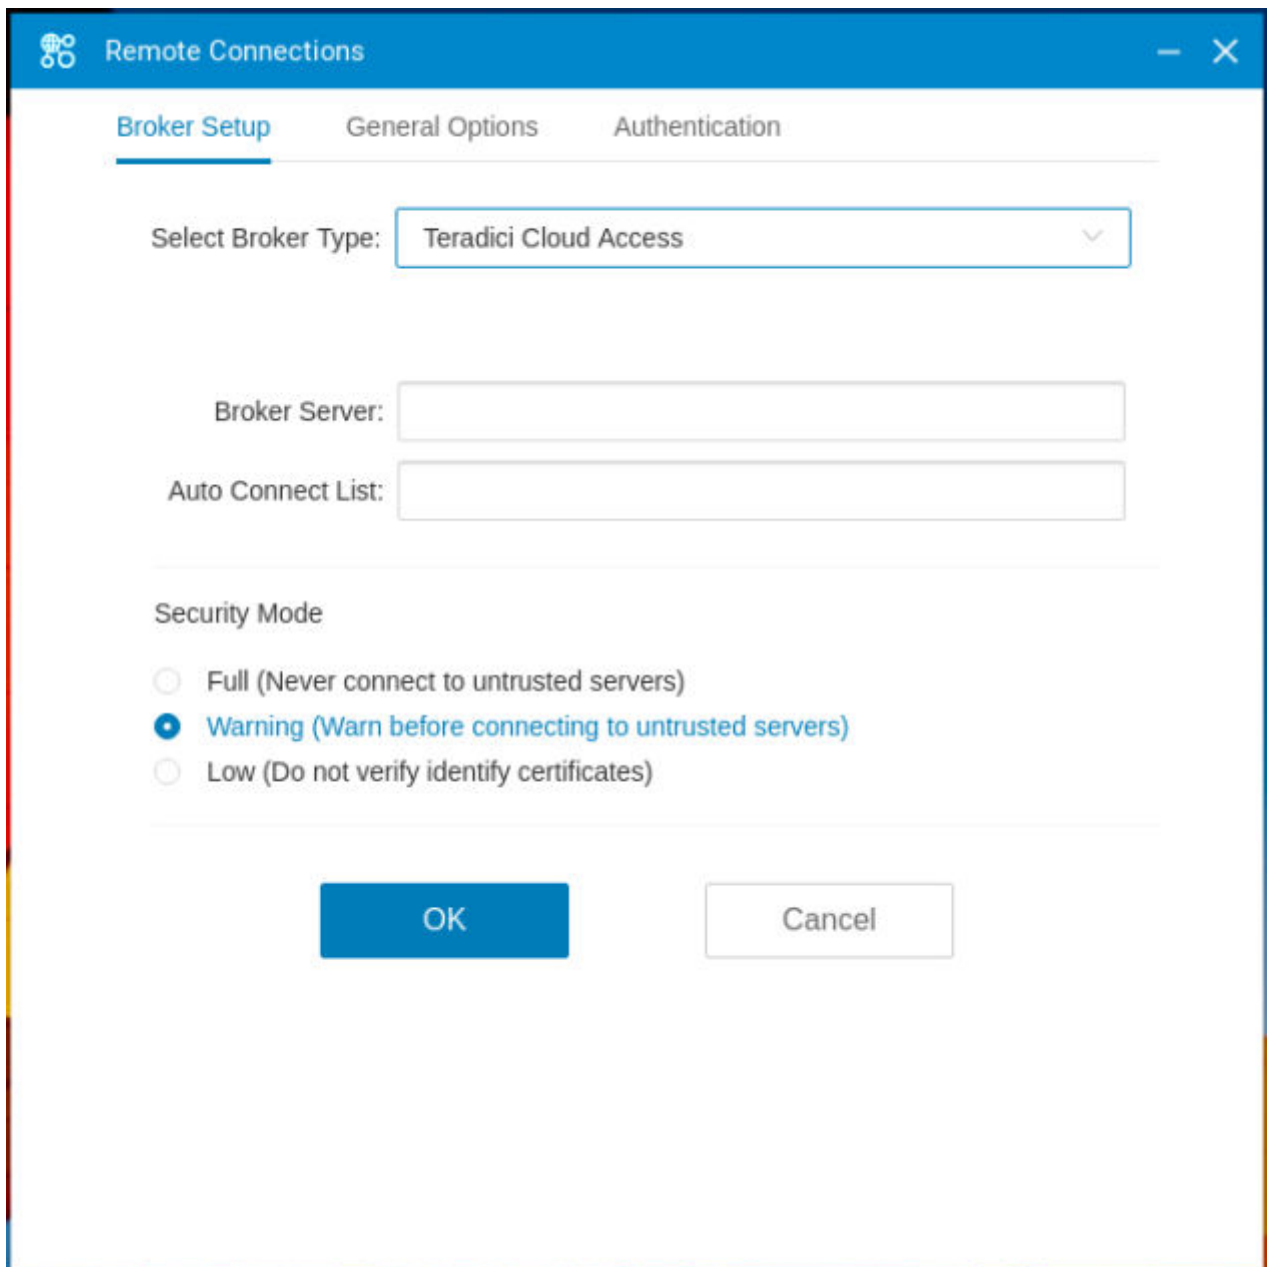 Remote Connections
Broker Setup General Options Authentication
Select Broker Type: Teradici Cloud Access
Broker Server:
Auto Connect List:
Security Mode
Full (Never connect to untrusted servers)
Warning (Warn before connecting to untrusted servers)
Low (Do not verify identify certificates)
OK Cancel